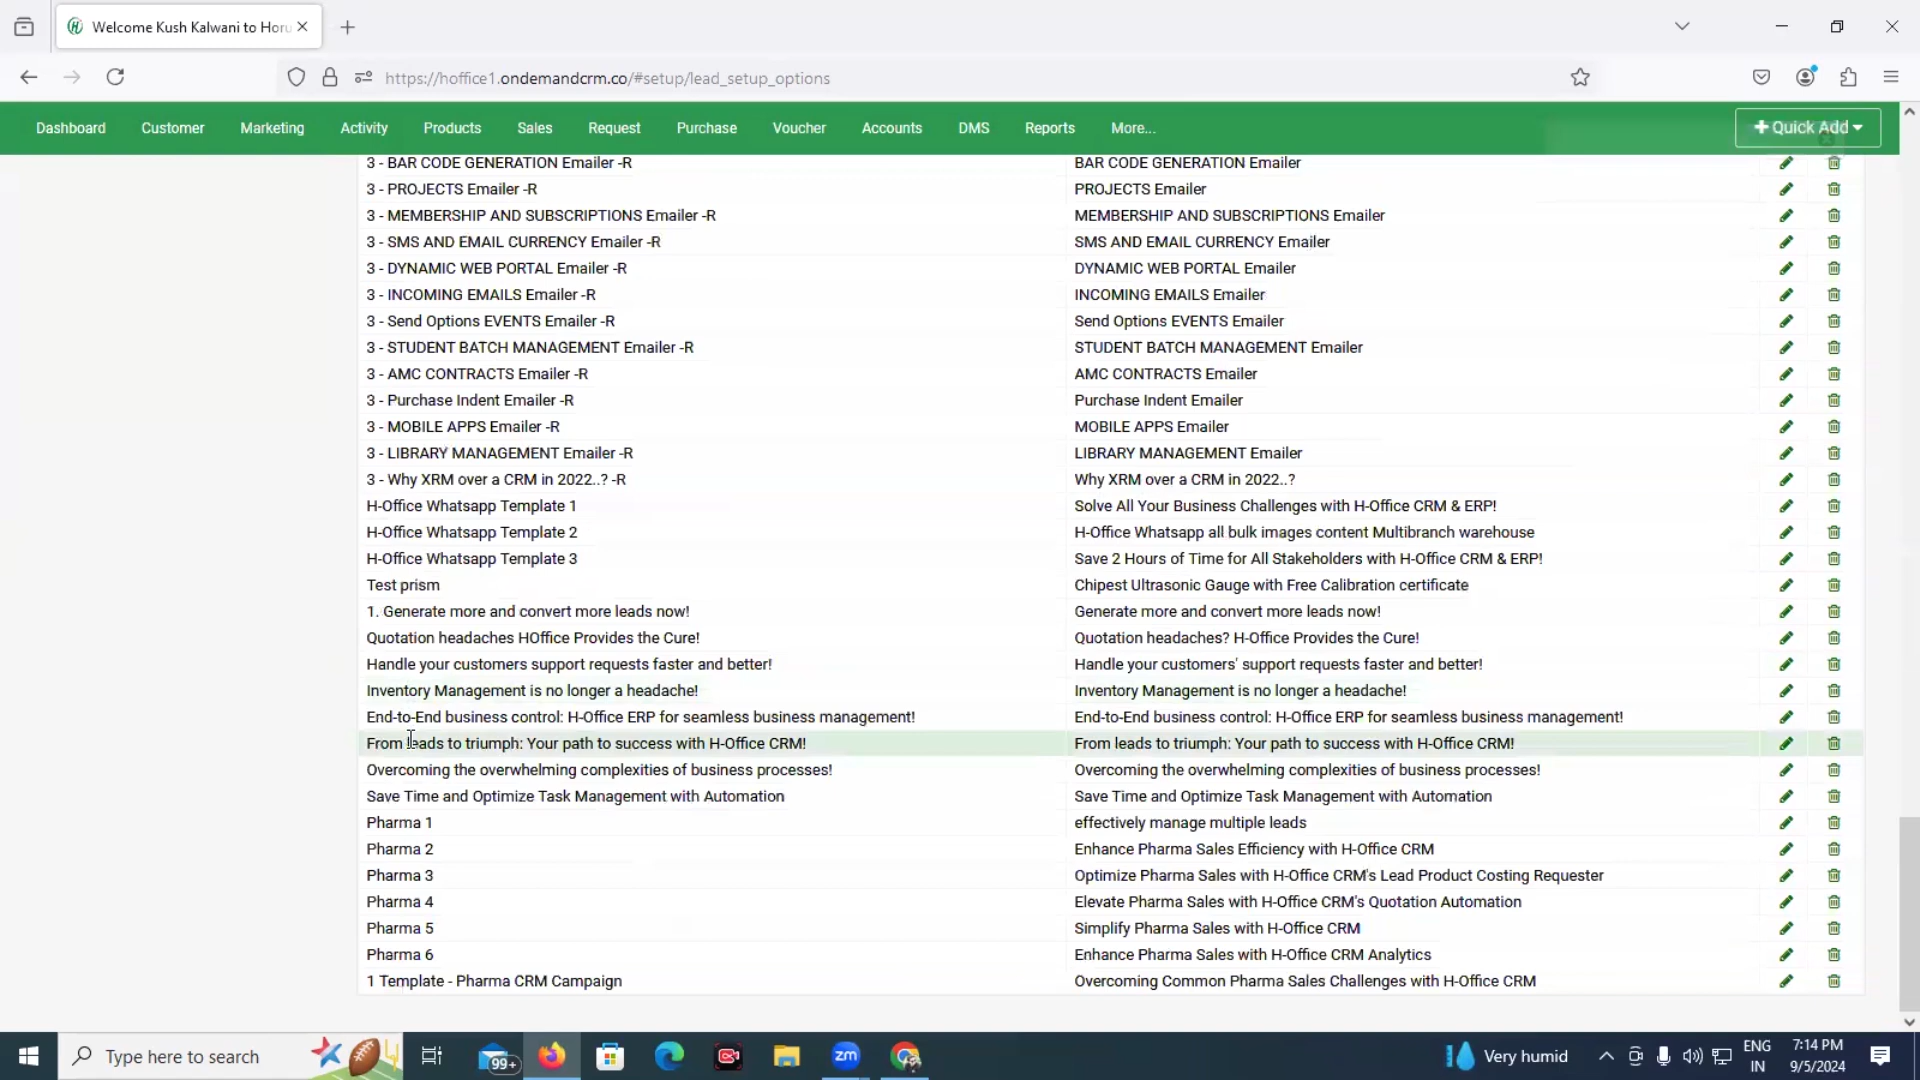 Welcome Kush Kalwani to Horu
https://hoffice1.ondemandcrm.co/#setup/lead_setup_options
Dashboard Customer Marketing Activity Products Sales Request Purchase Voucher Accounts DMS Reports More... Quick Add
3 - BAR CODE GENERATION Emailer -R BAR CODE GENERATION Emailer
3 - PROJECTS Emailer -R PROJECTS Emailer
3 - MEMBERSHIP AND SUBSCRIPTIONS Emailer -R MEMBERSHIP AND SUBSCRIPTIONS Emailer
3 - SMS AND EMAIL CURRENCY Emailer -R SMS AND EMAIL CURRENCY Emailer
3 - DYNAMIC WEB PORTAL Emailer -R DYNAMIC WEB PORTAL Emailer
3 - INCOMING EMAILS Emailer -R INCOMING EMAILS Emailer
3 - Send Options EVENTS Emailer -R Send Options EVENTS Emailer
3 - STUDENT BATCH MANAGEMENT Emailer -R STUDENT BATCH MANAGEMENT Emailer
3 - AMC CONTRACTS Emailer -R AMC CONTRACTS Emailer
3 - Purchase Indent Emailer -R Purchase Indent Emailer
3 - MOBILE APPS Emailer -R MOBILE APPS Emailer
3 - LIBRARY MANAGEMENT Emailer -R LIBRARY MANAGEMENT Emailer
3 - Why XRM over a CRM in 2022..? -R Why XRM over a CRM in 2022..?
H-Office Whatsapp Template 1 Solve All Your Business Challenges with H-Office CRM & ERP!
H-Office Whatsapp Template 2 H-Office Whatsapp all bulk images content Multibranch warehouse
H-Office Whatsapp Template 3 Save 2 Hours of Time for All Stakeholders with H-Office CRM & ERP!
Test prism Chipest Ultrasonic Gauge with Free Calibration certificate
1. Generate more and convert more leads now! Generate more and convert more leads now!
Quotation headaches HOffice Provides the Cure! Quotation headaches? H-Office Provides the Cure!
Handle your customers support requests faster and better! Handle your customers' support requests faster and better!
Inventory Management is no longer a headache! Inventory Management is no longer a headache!
End-to-End business control: H-Office ERP for seamless business management! End-to-End business control: H-Office ERP for seamless business management!
From leads to triumph: Your path to success with H-Office CRM! From leads to triumph: Your path to success with H-Office CRM!
Overcoming the overwhelming complexities of business processes! Overcoming the overwhelming complexities of business processes!
Save Time and Optimize Task Management with Automation Save Time and Optimize Task Management with Automation
Pharma 1 effectively manage multiple leads
Pharma 2 Enhance Pharma Sales Efficiency with H-Office CRM
Pharma 3 Optimize Pharma Sales with H-Office CRM's Lead Product Costing Requester
Pharma 4 Elevate Pharma Sales with H-Office CRM's Quotation Automation
Pharma 5 Simplify Pharma Sales with H-Office CRM
Pharma 6 Enhance Pharma Sales with H-Office CRM Analytics
1 Template - Pharma CRM Campaign Overcoming Common Pharma Sales Challenges with H-Office CRM
Type here to search 99+ zm Very humid ENG 7:14 PM
IN 9/5/2024